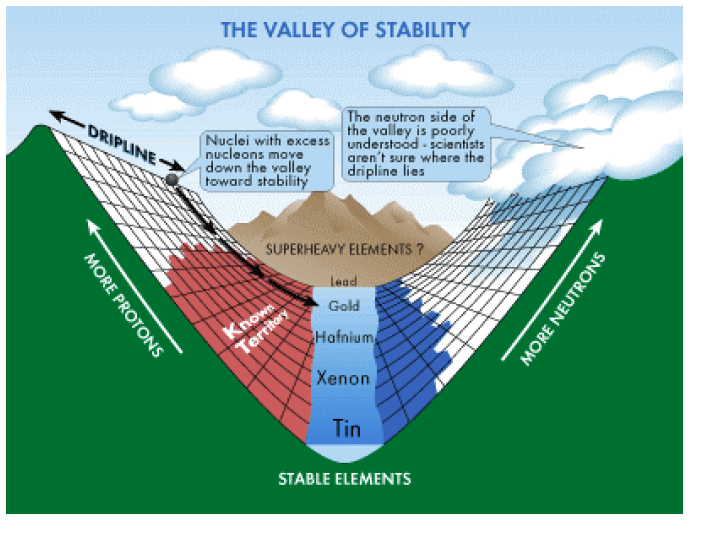 THE VALLEY OF STABILITY
DRIPLINE
Nuclei with excess
nucleons move
down the valley
toward stability
The neutron side of
the valley is poorly
understood - scientists
aren't sure where the
dripline lies
SUPERHEAVY ELEMENTS ?
MORE PROTONS
Known
Territory
Lead
Gold
Hafnium
Xenon
Tin
MORE NEUTRONS
STABLE ELEMENTS